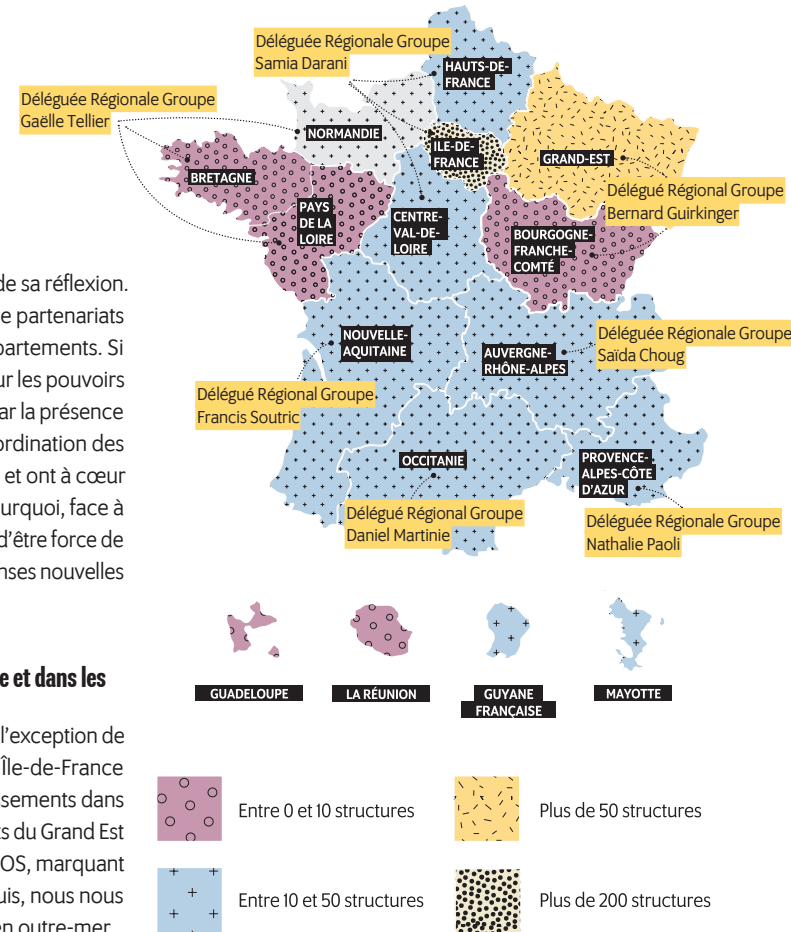 Déléguée Régionale Groupe
Samia Darani
HAUTS-DE-
FRANCE
Déléguée Régionale Groupe
Gaëlle Tellier
NORMANDIE
ILE-DE-
FRANCE
GRAND-EST
BRETAGNE
Délégué Régional Groupe
Bernard Guirkinger
PAYS
DE LA
LOIRE
CENTRE-
VAL-DE-
LOIRE
BOURGOGNE-
FRANCHE-
COMTÉ
NOUVELLE-
AQUITAINE
AUVERGNE-
RHÔNE-ALPES
Déléguée Régionale Groupe
Saïda Choug
Délégué Régional Groupe
Francis Soutric
OCCITANIE
PROVENCE-
ALPES-CÔTE
D'AZUR
Délégué Régional Groupe
Daniel Martinie
Déléguée Régionale Groupe
Nathalie Paoli
GUADELOUPE
LA RÉUNION
GUYANE
FRANÇAISE
MAYOTTE
Entre 0 et 10 structures
Plus de 50 structures
Entre 10 et 50 structures
Plus de 200 structures
de sa réflexion.
e partenariats
partements. Si
ur les pouvoirs
ar la présence
ordination des
et ont à cœur
urquoi, face à
d'être force de
nses nouvelles
e et dans les
l'exception de
Île-de-France
ssements dans
ts du Grand Est
OS, marquant
uis, nous nous
en outre-mer